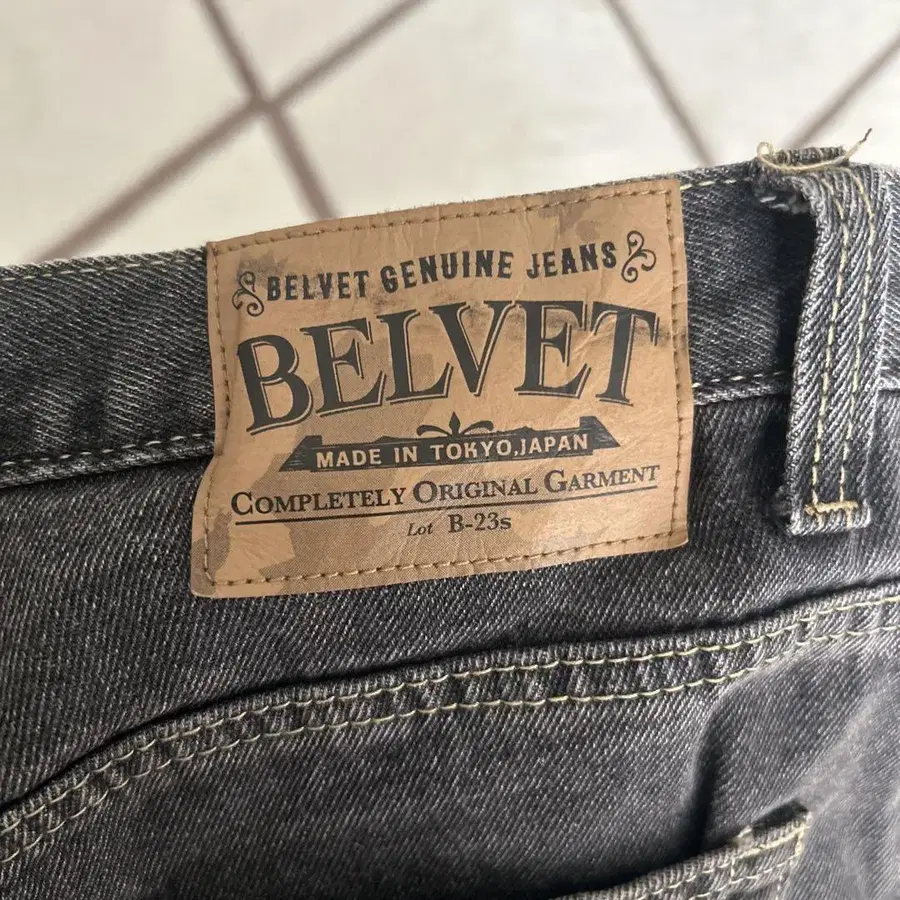 BELVET GENUINE JEANS
BELVET
MADE IN TOKYO,JAPAN
COMPLETELY ORIGINAL GARMENT
Lot B-23s